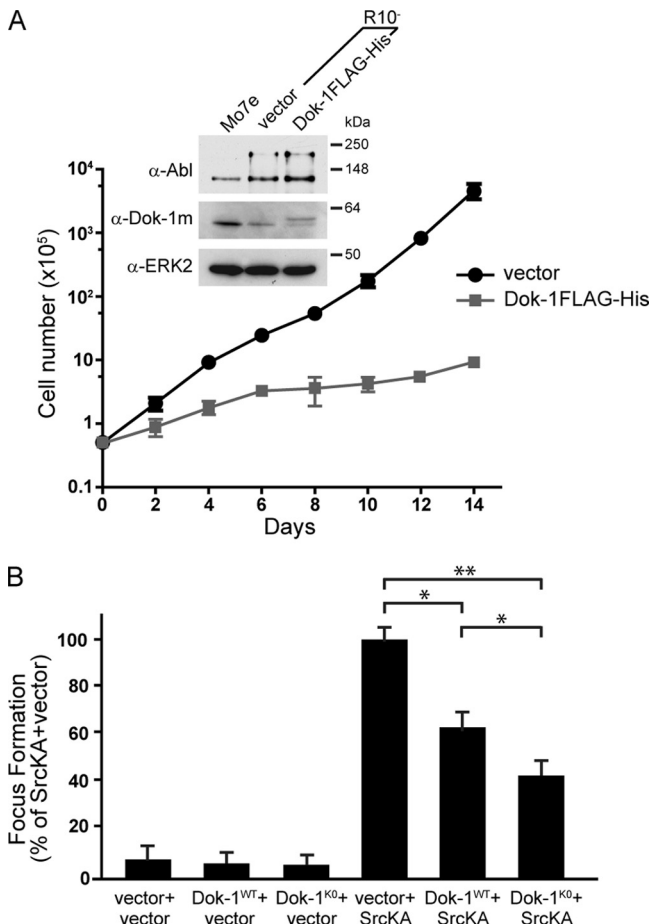 A
R10-
Mo7e
vector
Dok-1FLAG-His
kDa
α-Abl
250
148
α-Dok-1m
64
α-ERK2
50
Cell number (x10⁵)
10⁴
10³
10²
10
1
0.1
vector
Dok-1FLAG-His
0 2 4 6 8 10 12 14
Days
B
**
* *
Focus Formation
(% of SrcKA+vector)
100
80
60
40
20
0
vector+ Dok-1ᵂᵀ+ Dok-1ᴷ⁰+ vector+ Dok-1ᵂᵀ+ Dok-1ᴷ⁰+
vector vector vector SrcKA SrcKA SrcKA